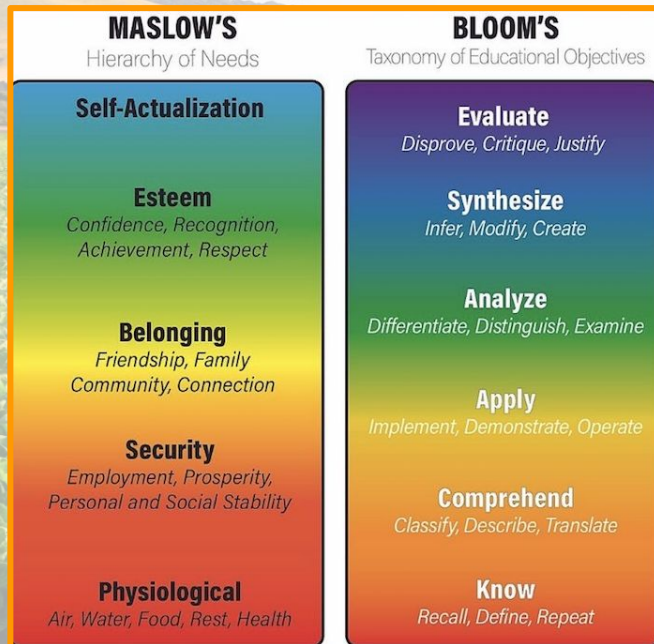 MASLOW'S
Hierarchy of Needs
Self-Actualization
Esteem
Confidence, Recognition,
Achievement, Respect
Belonging
Friendship, Family
Community, Connection
Security
Employment, Prosperity,
Personal and Social Stability
Physiological
Air, Water, Food, Rest, Health
BLOOM'S
Taxonomy of Educational Objectives
Evaluate
Disprove, Critique, Justify
Synthesize
Infer, Modify, Create
Analyze
Differentiate, Distinguish, Examine
Apply
Implement, Demonstrate, Operate
Comprehend
Classify, Describe, Translate
Know
Recall, Define, Repeat